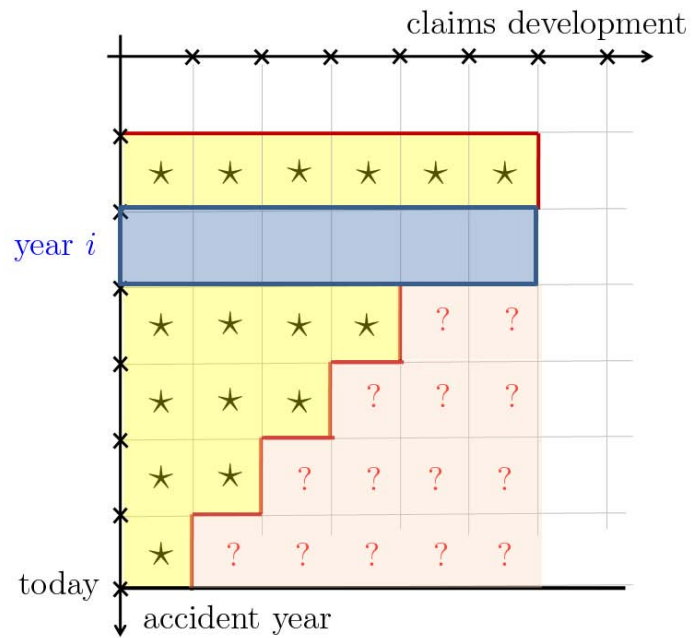 claims development
★ ★ ★ ★ ★ ★
year i
★ ★ ★ ★ ? ?
★ ★ ★ ? ? ?
★ ★ ? ? ? ?
★ ? ? ? ? ?
today
accident year